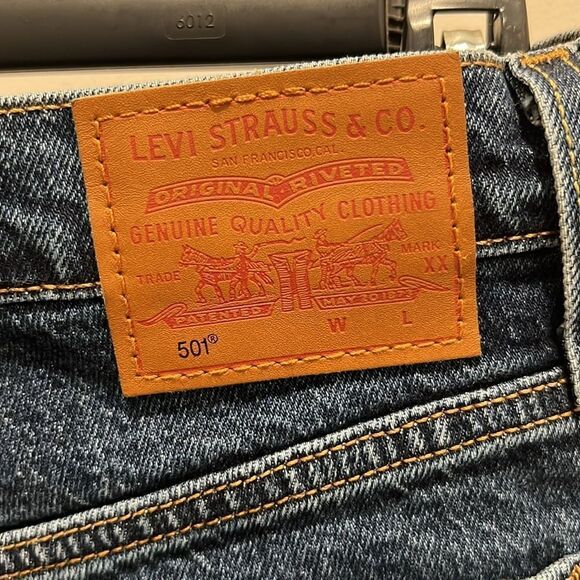 6012
LEVI STRAUSS & CO.
SAN FRANCISCO, CAL.
ORIGINAL RIVETED
GENUINE QUALITY CLOTHING
TRADE MARK
XX
PATENTED MAY 20 1873
501® W L